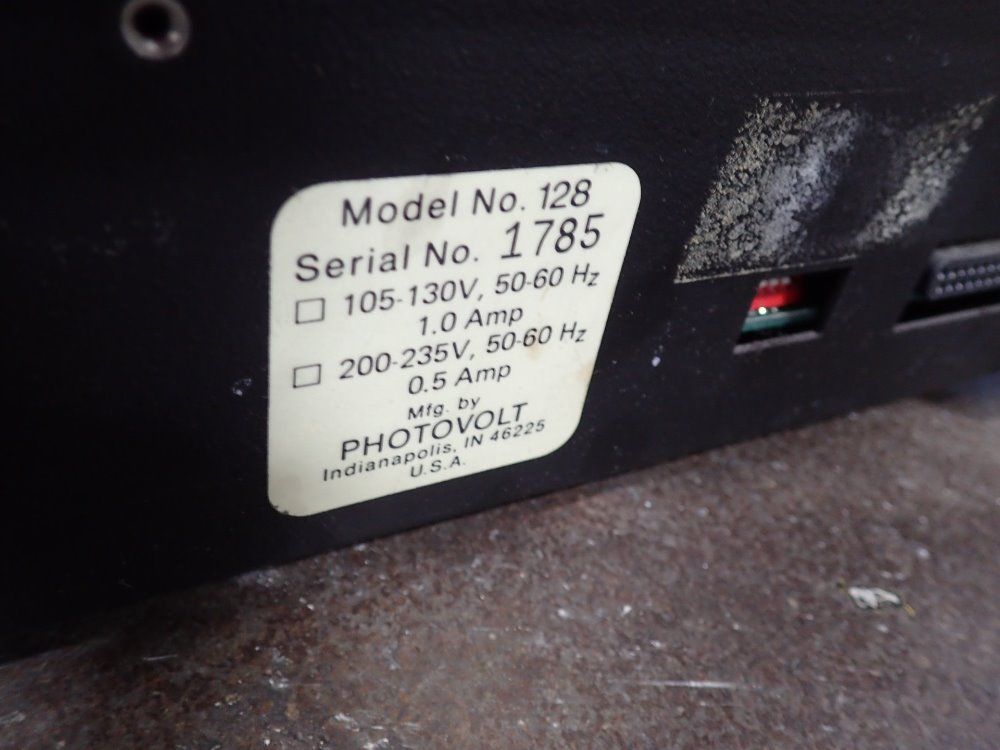 Model No. 128
Serial No. 1785
☐ 105-130V, 50-60 Hz
1.0 Amp
☐ 200-235V, 50-60 Hz
0.5 Amp
Mfg. by
PHOTOVOLT
Indianapolis, IN 46225
U.S.A.